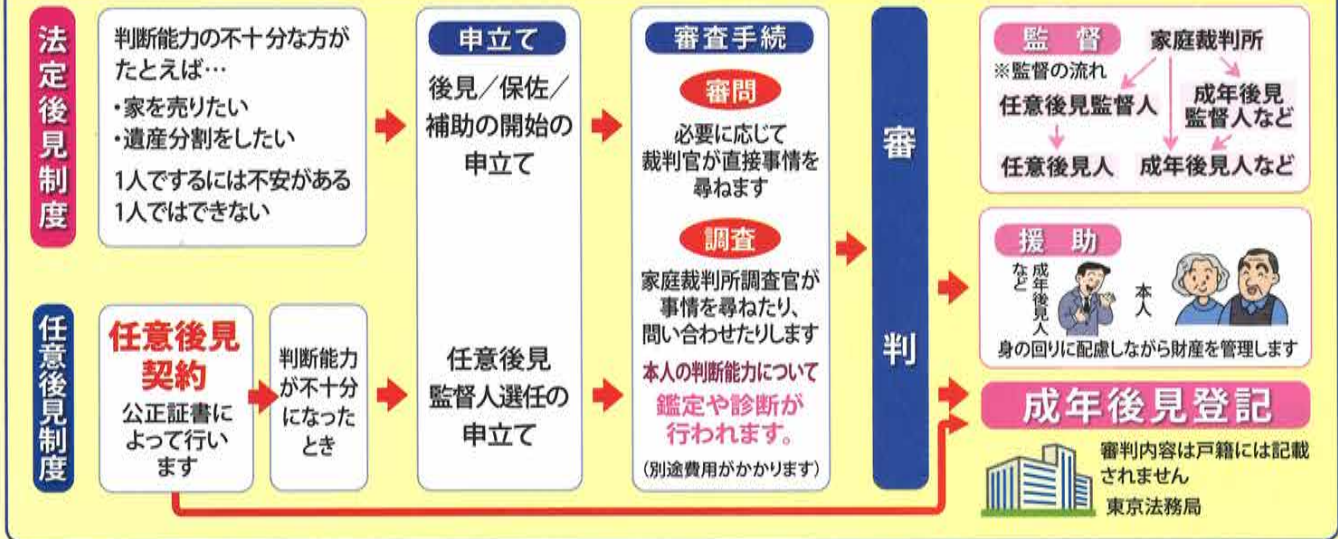 法定後見制度
判断能力の不十分な方が
たとえば…
・家を売りたい
・遺産分割をしたい
1人でするには不安がある
1人ではできない
申立て
後見／保佐／
補助の開始の
申立て
審査手続
審問
必要に応じて
裁判官が直接事情を
尋ねます
調査
家庭裁判所調査官が
事情を尋ねたり、
問い合わせたりします
本人の判断能力について
鑑定や診断が
行われます。
（別途費用がかかります）
任意後見制度
任意後見
契約
公正証書に
よって行い
ます
判断能力
が不十分
になった
とき
任意後見
監督人選任の
申立て
審判
監督
家庭裁判所
※監督の流れ
任意後見監督人
成年後見
監督人など
任意後見人
成年後見人など
援助
成年後見人
など
本人
身の回りに配慮しながら財産を管理します
成年後見登記
審判内容は戸籍には記載
されません
東京法務局